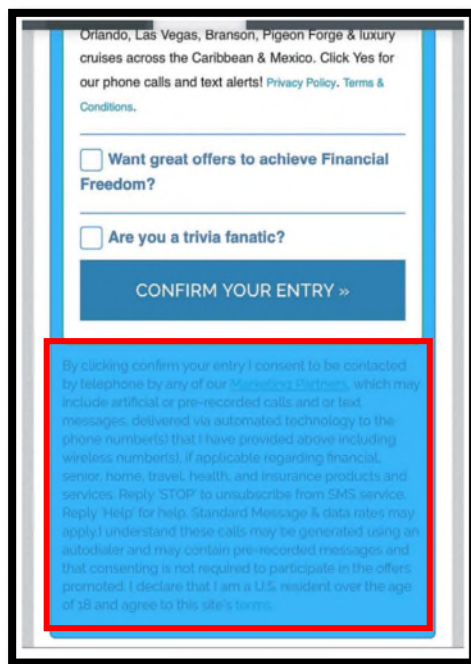 Orlando, Las Vegas, Branson, Pigeon Forge & luxury
cruises across the Caribbean & Mexico. Click Yes for
our phone calls and text alerts! Privacy Policy. Terms &
Conditions.
Want great offers to achieve Financial
Freedom?
Are you a trivia fanatic?
CONFIRM YOUR ENTRY »
By clicking confirm your entry I consent to be contacted
by telephone by any of our Marketing Partners, which may
include artificial or pre-recorded calls and or text
messages, delivered via automated technology to the
phone number(s) that I have provided above including
wireless number(s), if applicable regarding financial,
senior, home, travel, health, and insurance products and
services. Reply 'STOP' to unsubscribe from SMS service.
Reply 'Help' for help. Standard Message & data rates may
apply.I understand these calls may be generated using an
autodialer and may contain pre-recorded messages and
that consenting is not required to participate in the offers
promoted. I declare that I am a U.S. resident over the age
of 18 and agree to this site's terms.